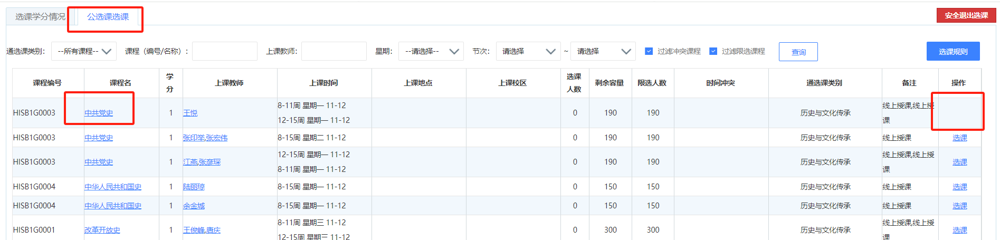 选课学分情况 公选课选课 安全退出选课
通选课类别： --所有课程-- 课程（编号/名称）： 上课教师： 星期： --请选择-- 节次： 请选择 ~ 请选择 过滤冲突课程 过滤限选课程 查询 选课规则
课程编号 课程名 学分 上课教师 上课时间 上课地点 上课校区 选课人数 剩余容量 限选人数 时间冲突 通选课类别 备注 操作
HISB1G0003 中共党史 1 王悦 8-11周 星期一 11-12 0 190 190 历史与文化传承 线上授课,线上授课
12-15周 星期一 11-12
HISB1G0003 中共党史 1 张印举,张宏伟 8-15周 星期二 11-12 0 190 190 历史与文化传承 线上授课 选课
HISB1G0003 中共党史 1 江燕,张彦琛 12-15周 星期一 11-12 0 190 190 历史与文化传承 线上授课,线上授课 选课
8-11周 星期一 11-12
HISB1G0004 中华人民共和国史 1 陆丽琼 8-15周 星期一 11-12 0 150 150 历史与文化传承 线上授课 选课
HISB1G0004 中华人民共和国史 1 余金城 8-15周 星期一 11-12 0 150 150 历史与文化传承 线上授课 选课
HISB1G0001 改革开放史 1 王俊峰,唐庆 8-11周 星期三 11-12 0 300 300 历史与文化传承 线上授课,线上授课 选课
12-15周 星期三 11-12